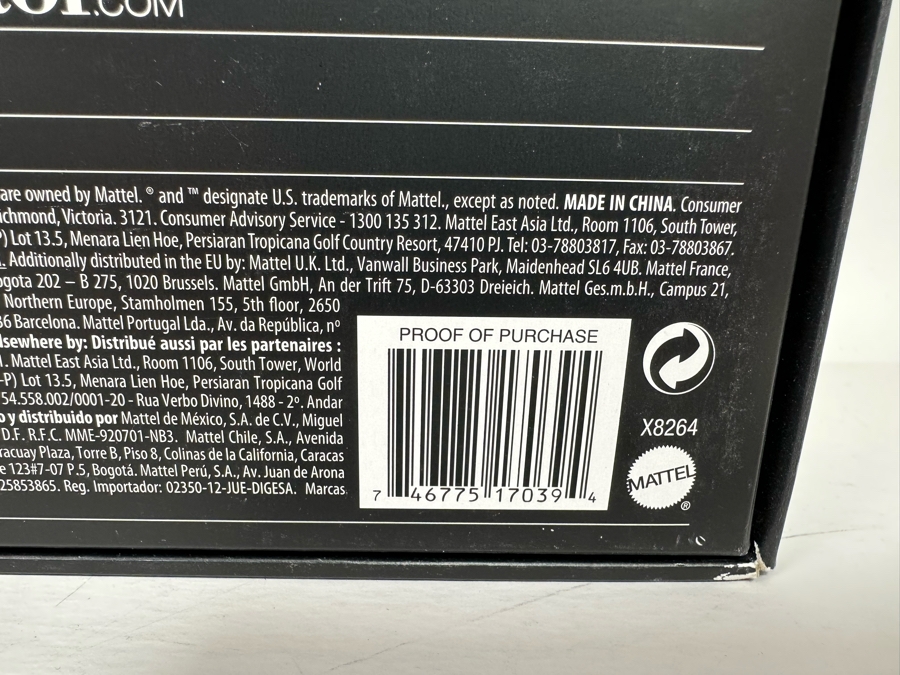 .COM
are owned by Mattel. ® and ™ designate U.S. trademarks of Mattel., except as noted. MADE IN CHINA. Consumer
ichmond, Victoria. 3121. Consumer Advisory Service - 1300 135 312. Mattel East Asia Ltd., Room 1106, South Tower,
P) Lot 13.5, Menara Lien Hoe, Persiaran Tropicana Golf Country Resort, 47410 PJ. Tel: 03-78803817, Fax: 03-78803867.
. Additionally distributed in the EU by: Mattel U.K. Ltd., Vanwall Business Park, Maidenhead SL6 4UB. Mattel France,
ogota 202 – B 275, 1020 Brussels. Mattel GmbH, An der Trift 75, D-63303 Dreieich. Mattel Ges.m.b.H., Campus 21,
Northern Europe, Stamholmen 155, 5th floor, 2650
36 Barcelona. Mattel Portugal Lda., Av. da República, nº
lsewhere by: Distribué aussi par les partenaires :
. Mattel East Asia Ltd., Room 1106, South Tower, World
-P) Lot 13.5, Menara Lien Hoe, Persiaran Tropicana Golf
54.558.002/0001-20 - Rua Verbo Divino, 1488 - 2º. Andar
o y distribuido por Mattel de México, S.A. de C.V., Miguel
D.F. R.F.C. MME-920701-NB3. Mattel Chile, S.A., Avenida
racuay Plaza, Torre B, Piso 8, Colinas de la California, Caracas
e 123#7-07 P.5, Bogotá. Mattel Perú, S.A., Av. Juan de Arona
25853865. Reg. Importador: 02350-12-JUE-DIGESA. Marcas
PROOF OF PURCHASE
7 46775 17039 4
X8264
MATTEL
®